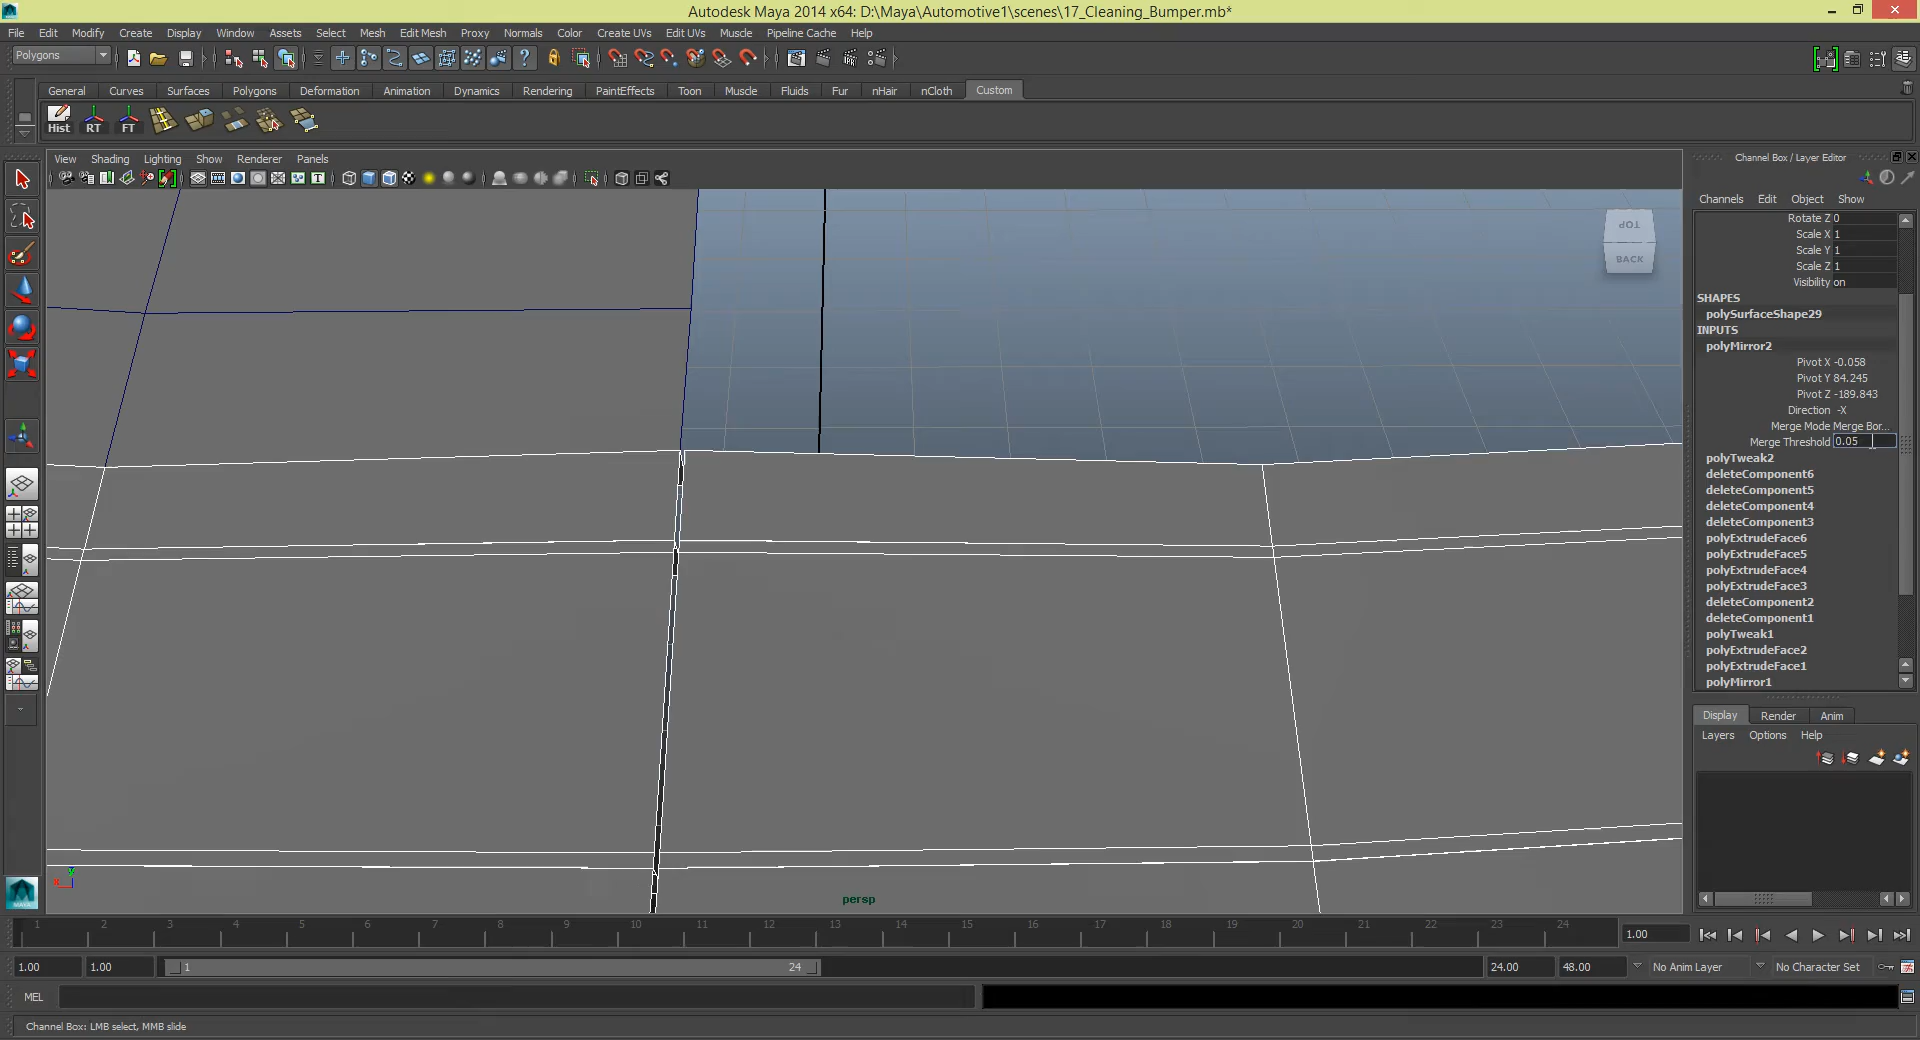 Autodesk Maya 2014 x64: D:\Maya\Automotive1\scenes\17_Cleaning_Bumper.mb*
File Edit Modify Create Display Window Assets Select Mesh Edit Mesh Proxy Normals Color Create UVs Edit UVs Muscle Pipeline Cache Help
Polygons
General Curves Surfaces Polygons Deformation Animation Dynamics Rendering PaintEffects Toon Muscle Fluids Fur nHair nCloth Custom
Hist RT FT
View Shading Lighting Show Renderer Panels
Channel Box / Layer Editor
Channels Edit Object Show
Rotate Z 0
Scale X 1
Scale Y 1
Scale Z 1
Visibility on
SHAPES
polySurfaceShape29
INPUTS
polyMirror2
Pivot X -0.058
Pivot Y 84.245
Pivot Z -189.843
Direction -X
Merge Mode Merge Bor...
Merge Threshold 0.05
polyTweak2
deleteComponent6
deleteComponent5
deleteComponent4
deleteComponent3
polyExtrudeFace6
polyExtrudeFace5
polyExtrudeFace4
polyExtrudeFace3
deleteComponent2
deleteComponent1
polyTweak1
polyExtrudeFace2
polyExtrudeFace1
polyMirror1
TOP
BACK
persp
Display Render Anim
Layers Options Help
1 2 3 4 5 6 7 8 9 10 11 12 13 14 15 16 17 18 19 20 21 22 23 24
1.00
1.00 1.00 1 24 24.00 48.00 No Anim Layer No Character Set
MEL
Channel Box: LMB select, MMB slide